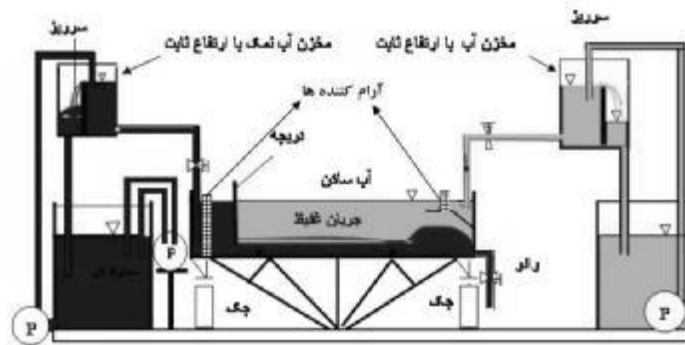 سرریز
سرریز
مخزن آب با ارتفاع ثابت
مخزن آب نمک با ارتفاع ثابت
آرام کننده ها
دریچه
آب ساکن
جریان غلیظ
والو
جک
جک
P
P
P